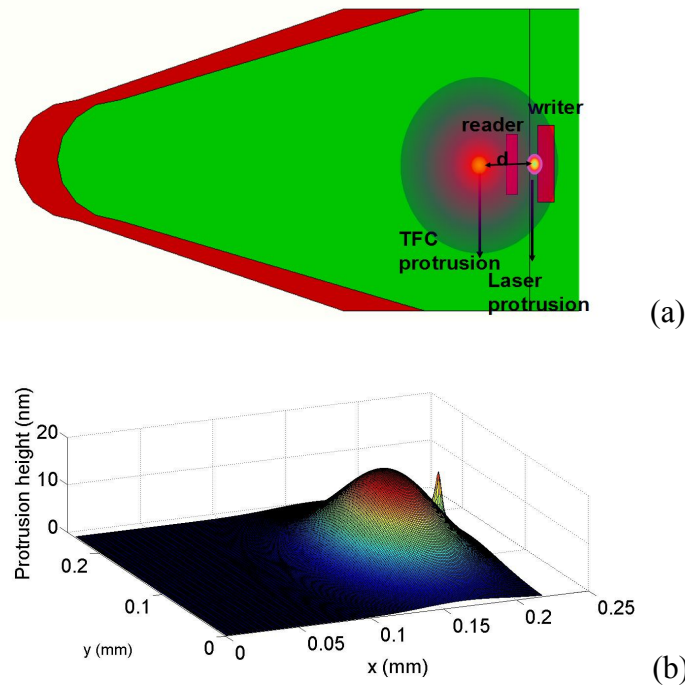 writer
reader
d
TFC
protrusion
Laser
protrusion
(a)
Protrusion height (nm)
20
10
0
0.2
0.1
0
y (mm)
0
0.05
0.1
0.15
0.2
0.25
x (mm)
(b)